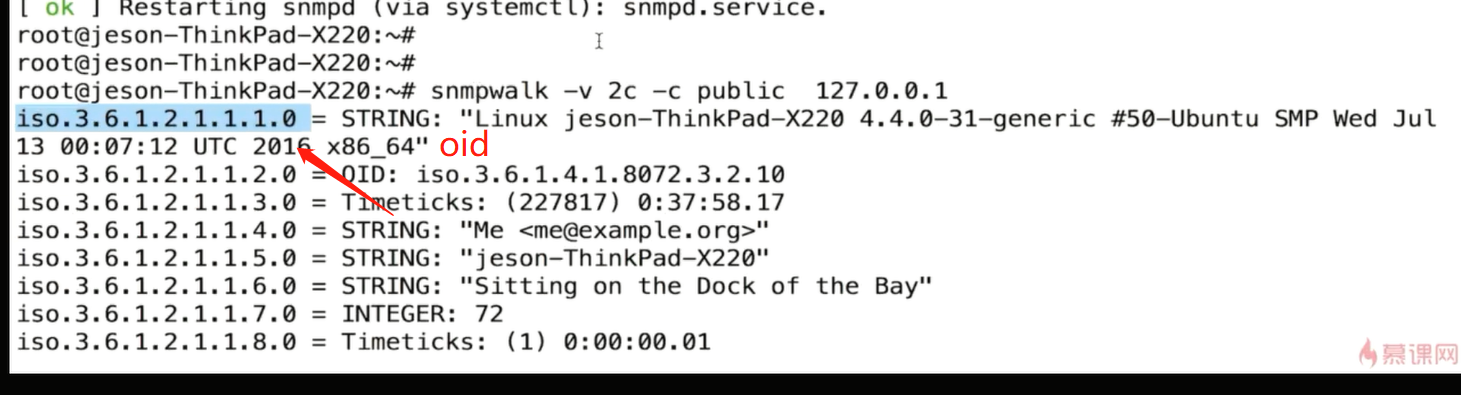 [ ok ] Restarting snmpd (via systemctl): snmpd.service.
root@jeson-ThinkPad-X220:~#
root@jeson-ThinkPad-X220:~#
root@jeson-ThinkPad-X220:~# snmpwalk -v 2c -c public 127.0.0.1
iso.3.6.1.2.1.1.1.0 = STRING: "Linux jeson-ThinkPad-X220 4.4.0-31-generic #50-Ubuntu SMP Wed Jul
13 00:07:12 UTC 2016 x86_64" oid
iso.3.6.1.2.1.1.2.0 = OID: iso.3.6.1.4.1.8072.3.2.10
iso.3.6.1.2.1.1.3.0 = Timeticks: (227817) 0:37:58.17
iso.3.6.1.2.1.1.4.0 = STRING: "Me <me@example.org>"
iso.3.6.1.2.1.1.5.0 = STRING: "jeson-ThinkPad-X220"
iso.3.6.1.2.1.1.6.0 = STRING: "Sitting on the Dock of the Bay"
iso.3.6.1.2.1.1.7.0 = INTEGER: 72
iso.3.6.1.2.1.1.8.0 = Timeticks: (1) 0:00:00.01
慕课网